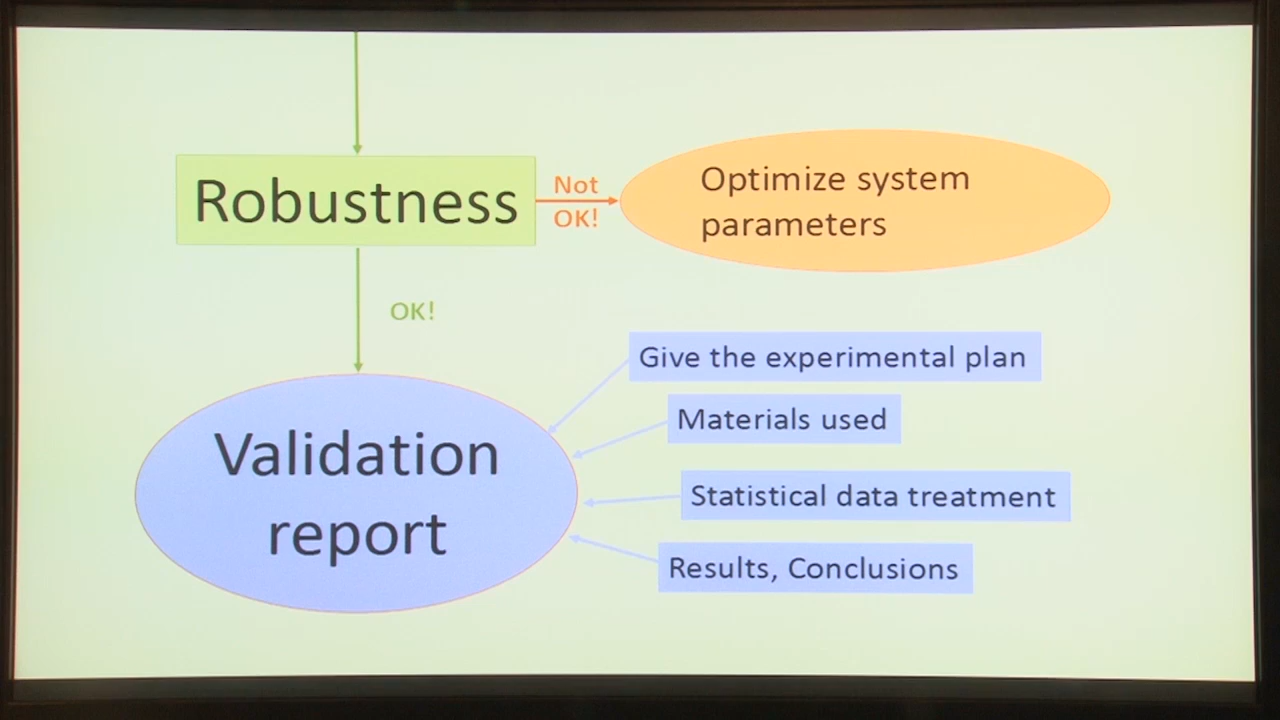 Robustness
Not
OK!
Optimize system
parameters
OK!
Give the experimental plan
Materials used
Validation
report
Statistical data treatment
Results, Conclusions